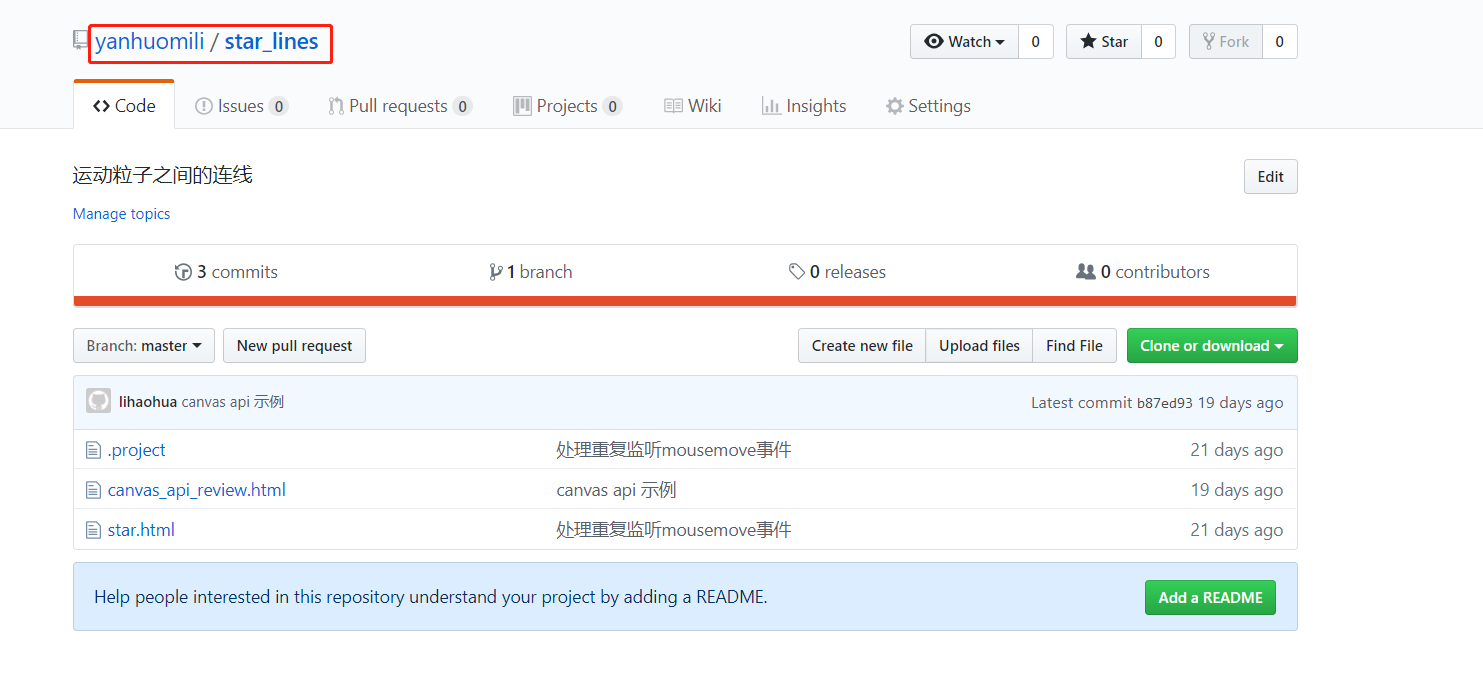 yanhuomili / star_lines
Watch 0 Star 0 Fork 0
Code Issues 0 Pull requests 0 Projects 0 Wiki Insights Settings
运动粒子之间的连线
Edit
Manage topics
3 commits 1 branch 0 releases 0 contributors
Branch: master New pull request Create new file Upload files Find File Clone or download
lihaohua canvas api 示例 Latest commit b87ed93 19 days ago
.project 处理重复监听mousemove事件 21 days ago
canvas_api_review.html canvas api 示例 19 days ago
star.html 处理重复监听mousemove事件 21 days ago
Help people interested in this repository understand your project by adding a README. Add a README